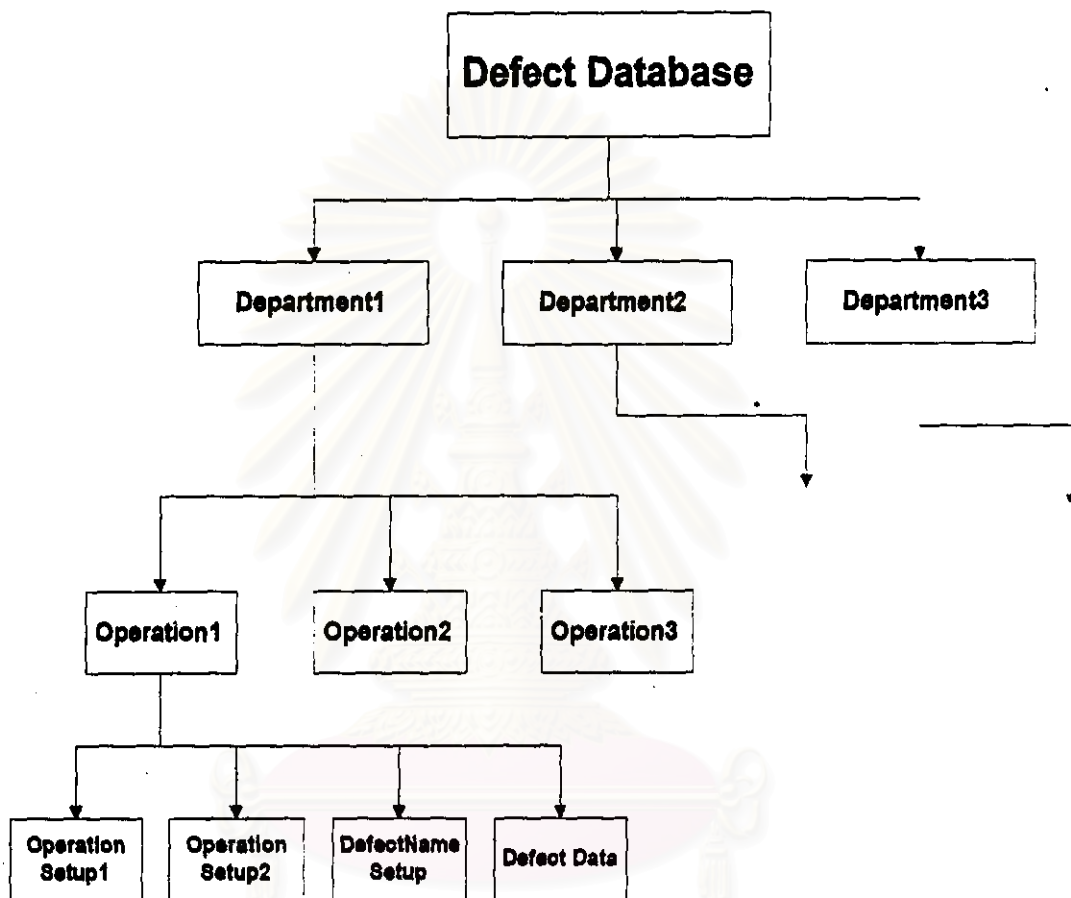 Defect Database
Department1
Department2
Department3
Operation1
Operation2
Operation3
Operation
Setup1
Operation
Setup2
DefectName
Setup
Defect Data